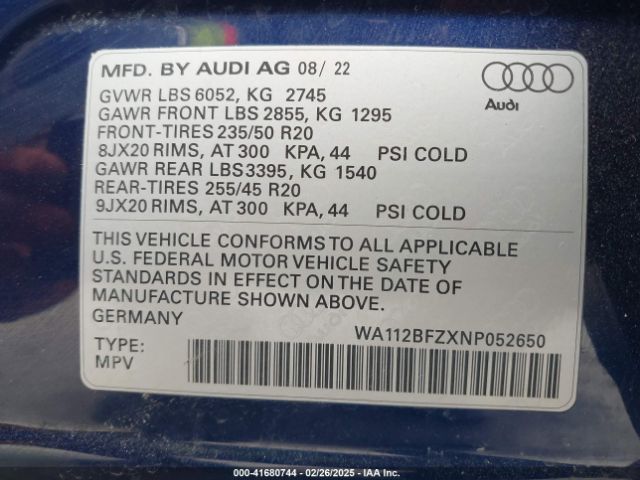 MFD. BY AUDI AG 08/ 22
Audi
GVWR LBS 6052, KG 2745
GAWR FRONT LBS 2855, KG 1295
FRONT-TIRES 235/50 R20
8JX20 RIMS, AT 300 KPA, 44 PSI COLD
GAWR REAR LBS3395, KG 1540
REAR-TIRES 255/45 R20
9JX20 RIMS, AT 300 KPA, 44 PSI COLD
THIS VEHICLE CONFORMS TO ALL APPLICABLE
U.S. FEDERAL MOTOR VEHICLE SAFETY
STANDARDS IN EFFECT ON THE DATE OF
MANUFACTURE SHOWN ABOVE.
GERMANY
WA112BFZXNP052650
TYPE:
MPV
000-41680744 - 02/26/2025 - IAA Inc.